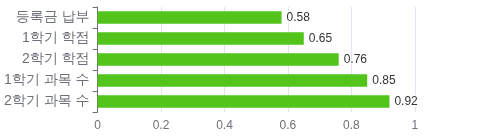 등록금 납부 0.58
1학기 학점 0.65
2학기 학점 0.76
1학기 과목 수 0.85
2학기 과목 수 0.92
0 0.2 0.4 0.6 0.8 1